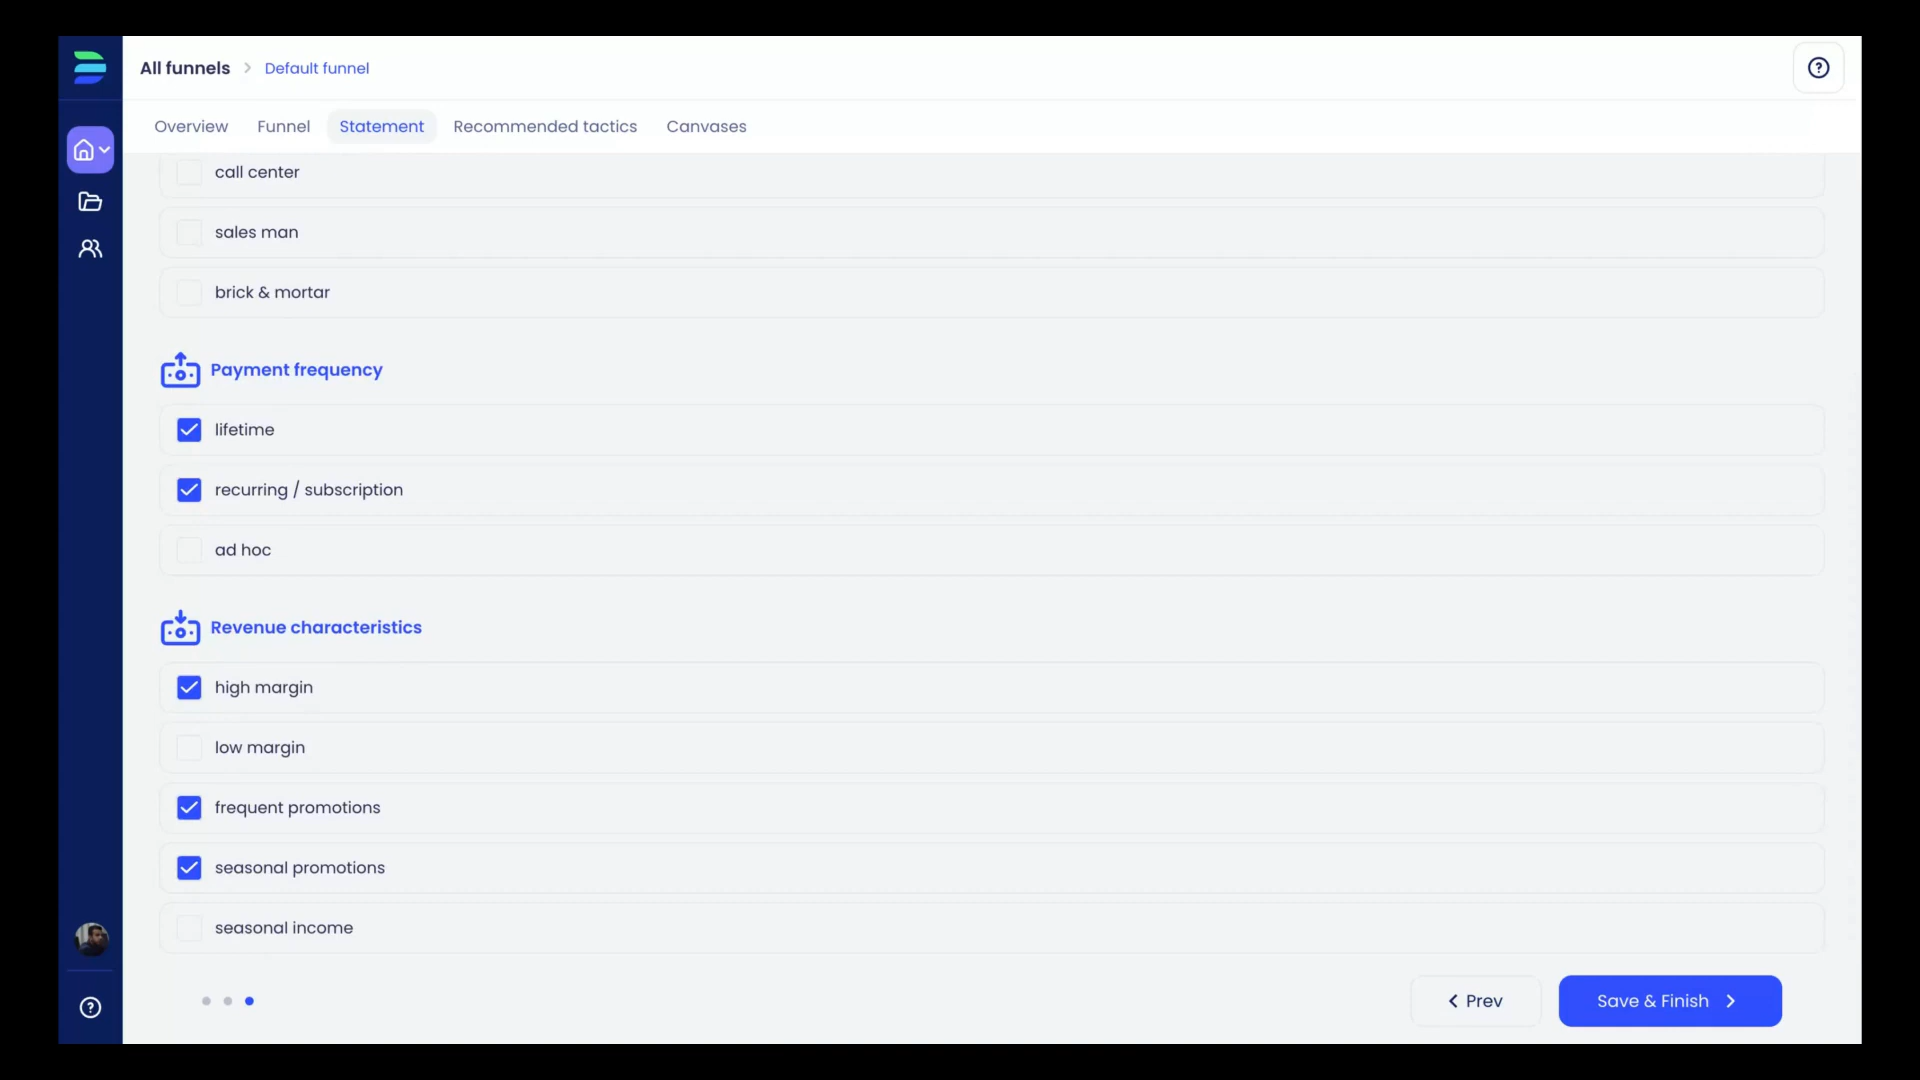 All funnels > Default funnel
Overview Funnel Statement Recommended tactics Canvases
call center
sales man
brick & mortar
Payment frequency
lifetime
recurring / subscription
ad hoc
Revenue characteristics
high margin
low margin
frequent promotions
seasonal promotions
seasonal income
Prev Save & Finish